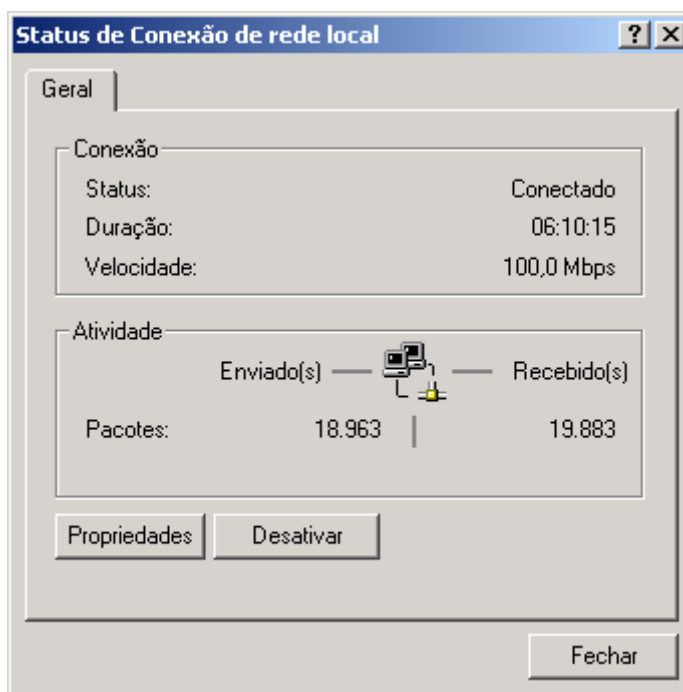 Status de Conexão de rede local
Geral
Conexão
Status: Conectado
Duração: 06:10:15
Velocidade: 100,0 Mbps
Atividade
Enviado(s) Recebido(s)
Pacotes: 18.963 19.883
Propriedades Desativar
Fechar